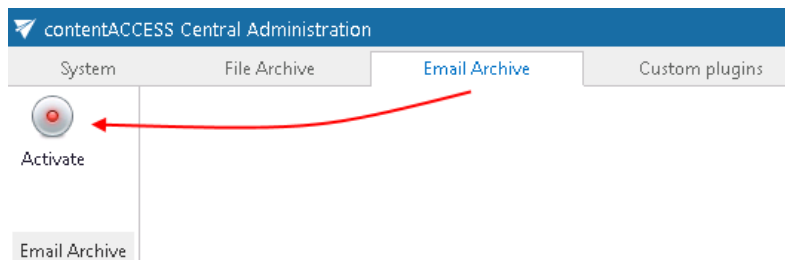 contentACCESS Central Administration
System File Archive Email Archive Custom plugins
Activate
Email Archive